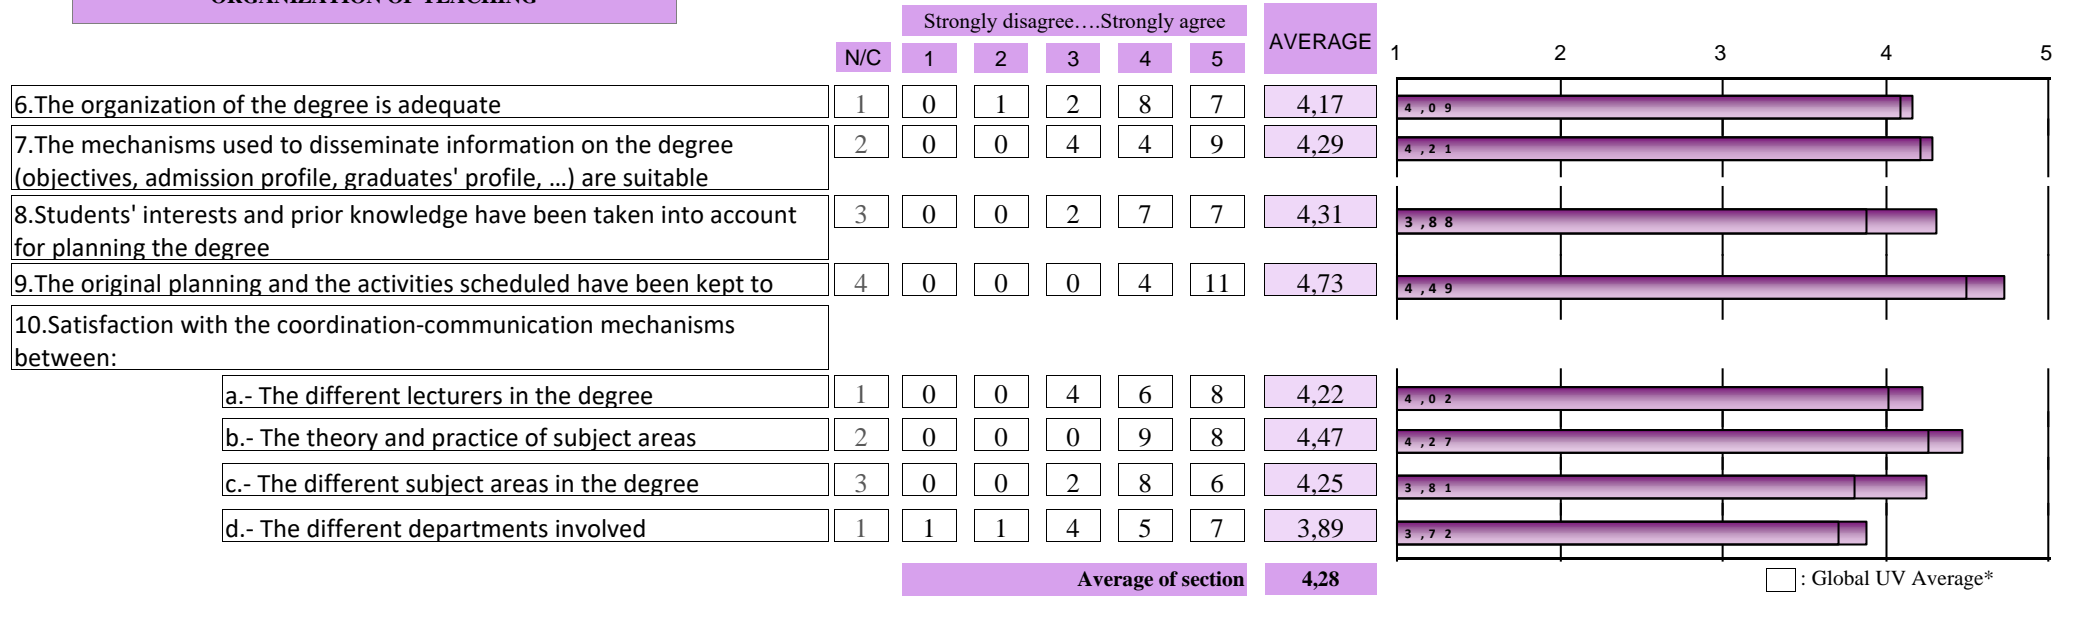 ORGANIZATION OF TEACHING
Strongly disagree….Strongly agree
AVERAGE
N/C 1 2 3 4 5
1 2 3 4 5
6.The organization of the degree is adequate 1 0 1 2 8 7 4,17 4,09
7.The mechanisms used to disseminate information on the degree
(objectives, admission profile, graduates' profile, ...) are suitable 2 0 0 4 4 9 4,29 4,21
8.Students' interests and prior knowledge have been taken into account
for planning the degree 3 0 0 2 7 7 4,31 3,88
9.The original planning and the activities scheduled have been kept to 4 0 0 0 4 11 4,73 4,49
10.Satisfaction with the coordination-communication mechanisms
between:
a.- The different lecturers in the degree 1 0 0 4 6 8 4,22 4,02
b.- The theory and practice of subject areas 2 0 0 0 9 8 4,47 4,27
c.- The different subject areas in the degree 3 0 0 2 8 6 4,25 3,81
d.- The different departments involved 1 1 1 4 5 7 3,89 3,72
Average of section 4,28
: Global UV Average*